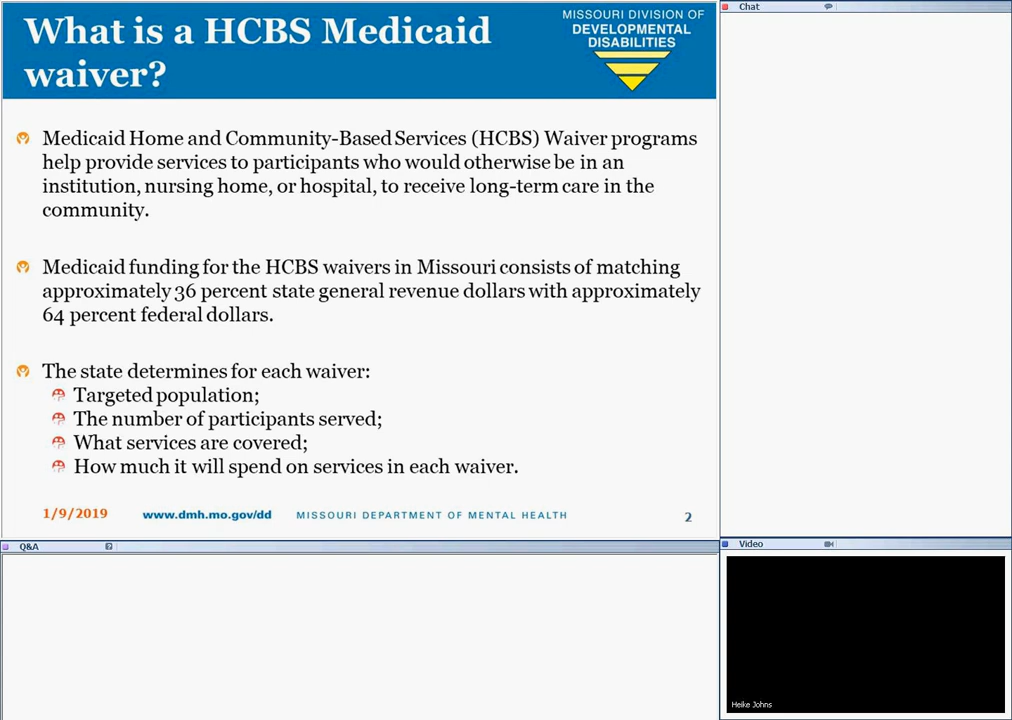 What is a HCBS Medicaid
waiver?
MISSOURI DIVISION OF
DEVELOPMENTAL
DISABILITIES
Medicaid Home and Community-Based Services (HCBS) Waiver programs
help provide services to participants who would otherwise be in an
institution, nursing home, or hospital, to receive long-term care in the
community.
Medicaid funding for the HCBS waivers in Missouri consists of matching
approximately 36 percent state general revenue dollars with approximately
64 percent federal dollars.
The state determines for each waiver:
Targeted population;
The number of participants served;
What services are covered;
How much it will spend on services in each waiver.
1/9/2019
www.dmh.mo.gov/dd
MISSOURI DEPARTMENT OF MENTAL HEALTH
2
Chat
Q&A
Video
Heike Johns